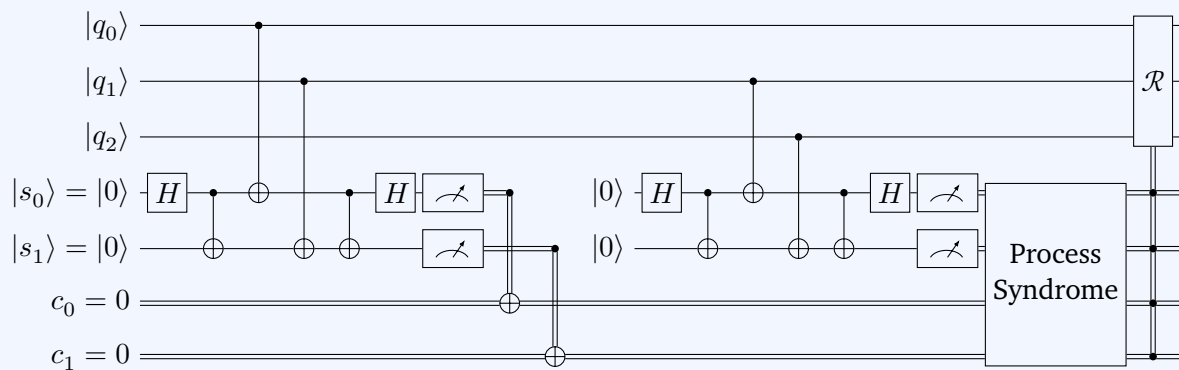 |q₀⟩
|q₁⟩ ℛ
|q₂⟩
|s₀⟩ = |0⟩ H H |0⟩ H H
|s₁⟩ = |0⟩ |0⟩
Process
Syndrome
c₀ = 0
c₁ = 0